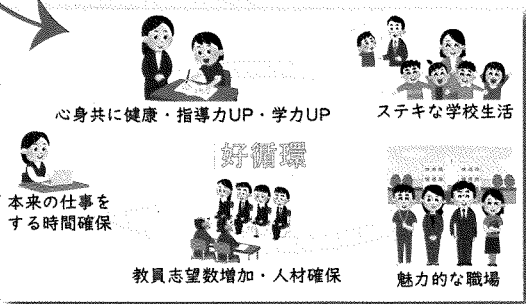 心身共に健康・指導力UP・学力UP
ステキな学校生活
好循環
本来の仕事を
する時間確保
教員志望数増加・人材確保
魅力的な職場